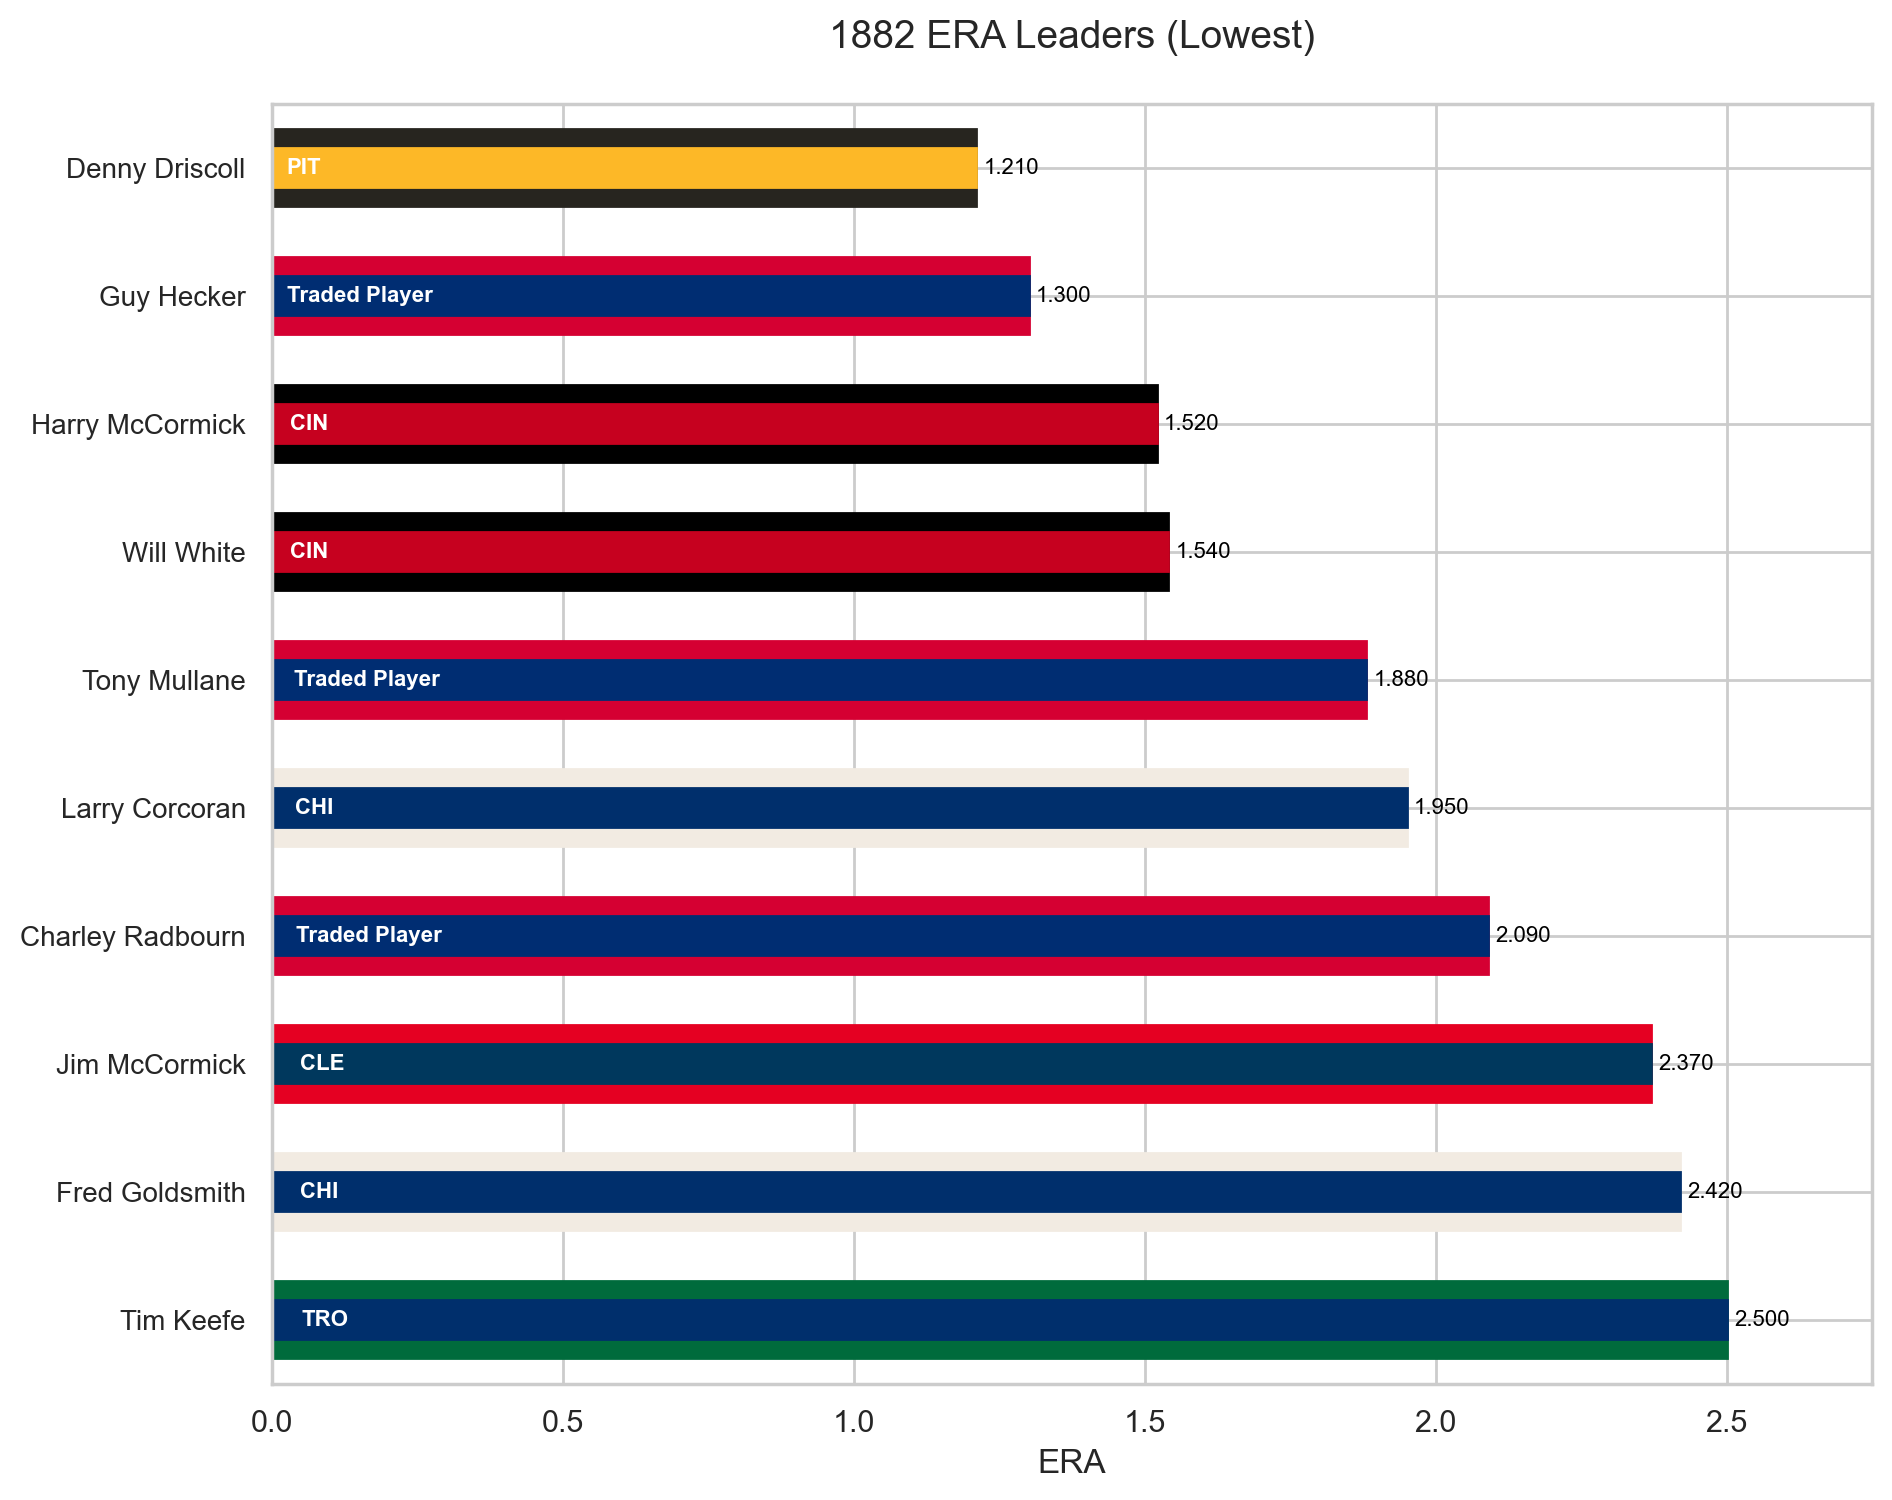 1882 ERA Leaders (Lowest)
Denny Driscoll PIT 1.210
Guy Hecker Traded Player 1.300
Harry McCormick CIN 1.520
Will White CIN 1.540
Tony Mullane Traded Player 1.880
Larry Corcoran CHI 1.950
Charley Radbourn Traded Player 2.090
Jim McCormick CLE 2.370
Fred Goldsmith CHI 2.420
Tim Keefe TRO 2.500
0.0 0.5 1.0 1.5 2.0 2.5
ERA